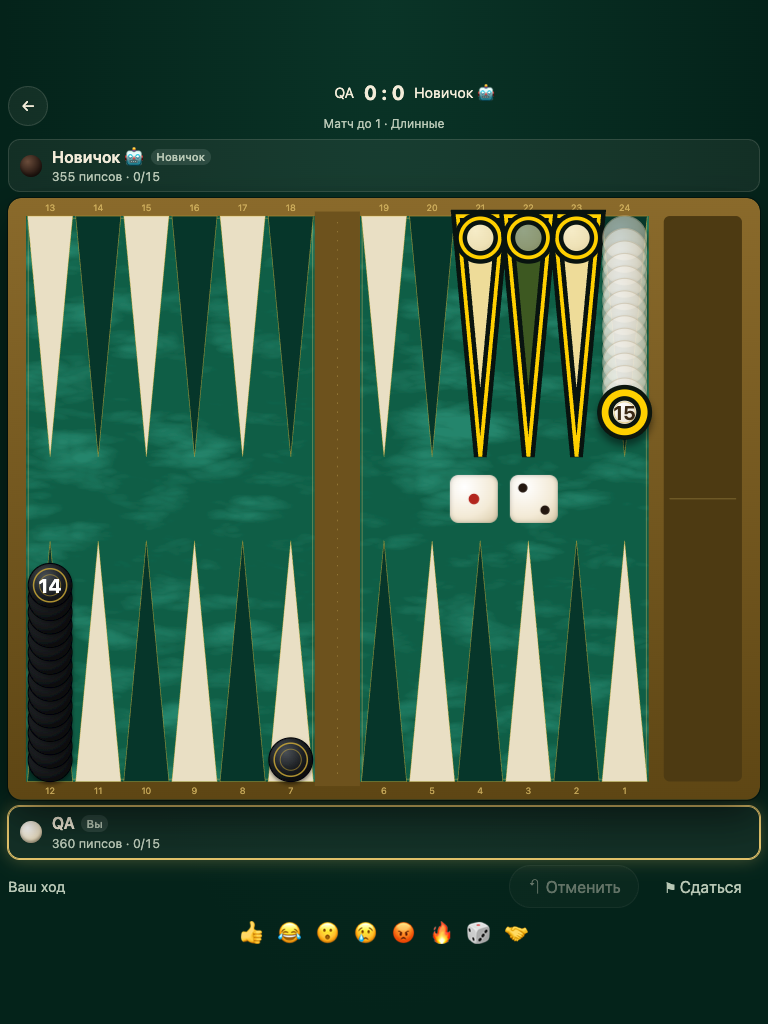 QA 0 : 0 Новичок
Матч до 1 · Длинные
Новичок Новичок
355 пипсов · 0/15
13 14 15 16 17 18 19 20 21 22 23 24
15
14
12 11 10 9 8 7 6 5 4 3 2 1
QA Вы
360 пипсов · 0/15
Ваш ход Отменить Сдаться